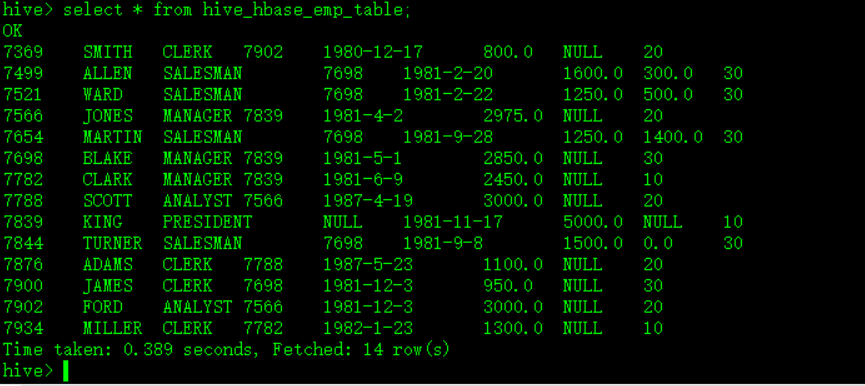 hive> select * from hive_hbase_emp_table;
OK
7369 SMITH CLERK 7902 1980-12-17 800.0 NULL 20
7499 ALLEN SALESMAN 7698 1981-2-20 1600.0 300.0 30
7521 WARD SALESMAN 7698 1981-2-22 1250.0 500.0 30
7566 JONES MANAGER 7839 1981-4-2 2975.0 NULL 20
7654 MARTIN SALESMAN 7698 1981-9-28 1250.0 1400.0 30
7698 BLAKE MANAGER 7839 1981-5-1 2850.0 NULL 30
7782 CLARK MANAGER 7839 1981-6-9 2450.0 NULL 10
7788 SCOTT ANALYST 7566 1987-4-19 3000.0 NULL 20
7839 KING PRESIDENT NULL 1981-11-17 5000.0 NULL 10
7844 TURNER SALESMAN 7698 1981-9-8 1500.0 0.0 30
7876 ADAMS CLERK 7788 1987-5-23 1100.0 NULL 20
7900 JAMES CLERK 7698 1981-12-3 950.0 NULL 30
7902 FORD ANALYST 7566 1981-12-3 3000.0 NULL 20
7934 MILLER CLERK 7782 1982-1-23 1300.0 NULL 10
Time taken: 0.389 seconds, Fetched: 14 row(s)
hive>